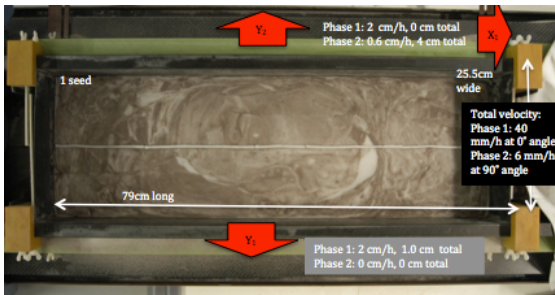 Y₂
Phase 1: 2 cm/h, 0 cm total
Phase 2: 0.6 cm/h, 4 cm total
X₁
1 seed
25.5cm
wide
Total velocity:
Phase 1: 40
mm/h at 0° angle
Phase 2: 6 mm/h
at 90° angle
79cm long
Y₁
Phase 1: 2 cm/h, 1.0 cm total
Phase 2: 0 cm/h, 0 cm total